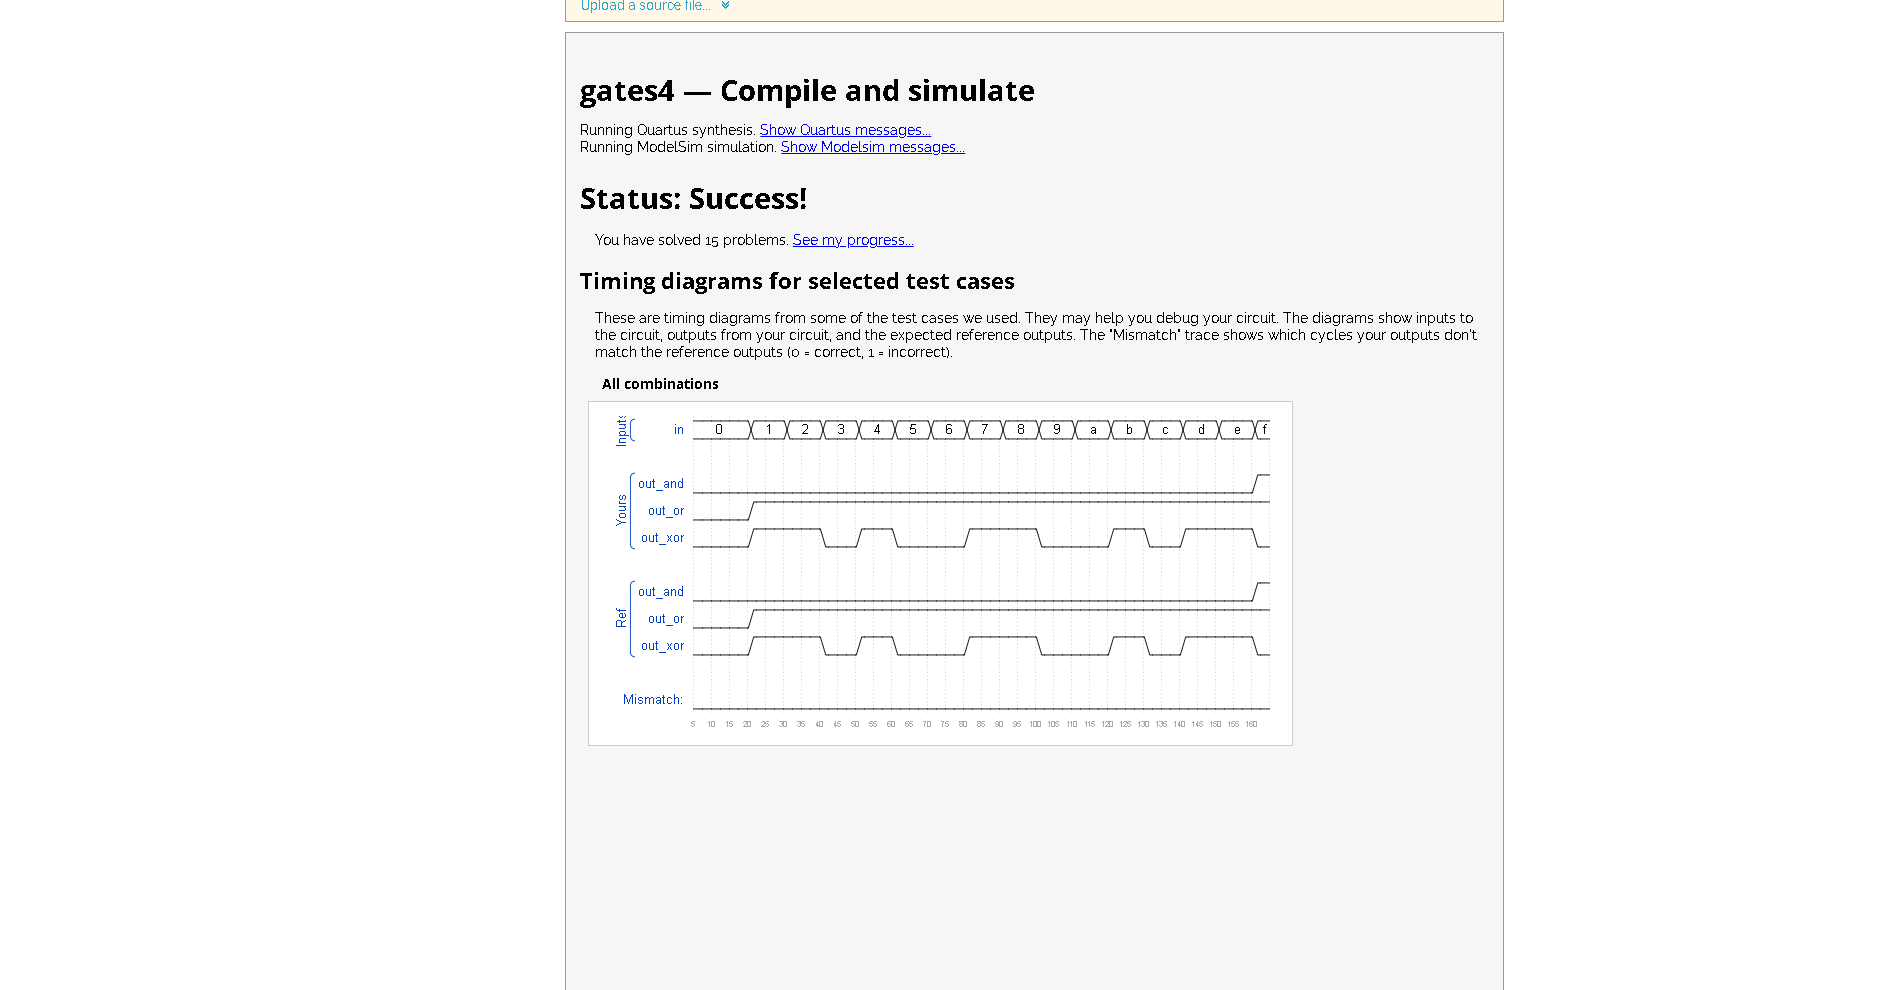 Upload a source file...
gates4 — Compile and simulate
Running Quartus synthesis. Show Quartus messages...
Running ModelSim simulation. Show Modelsim messages...
Status: Success!
You have solved 15 problems. See my progress...
Timing diagrams for selected test cases
These are timing diagrams from some of the test cases we used. They may help you debug your circuit. The diagrams show inputs to
the circuit, outputs from your circuit, and the expected reference outputs. The "Mismatch" trace shows which cycles your outputs don't
match the reference outputs (0 = correct, 1 = incorrect).
All combinations
Inputs
in 0 1 2 3 4 5 6 7 8 9 a b c d e f
Yours
out_and
out_or
out_xor
Ref
out_and
out_or
out_xor
Mismatch:
5 10 15 20 25 30 35 40 45 50 55 60 65 70 75 80 85 90 95 100 105 110 115 120 125 130 135 140 145 150 155 160